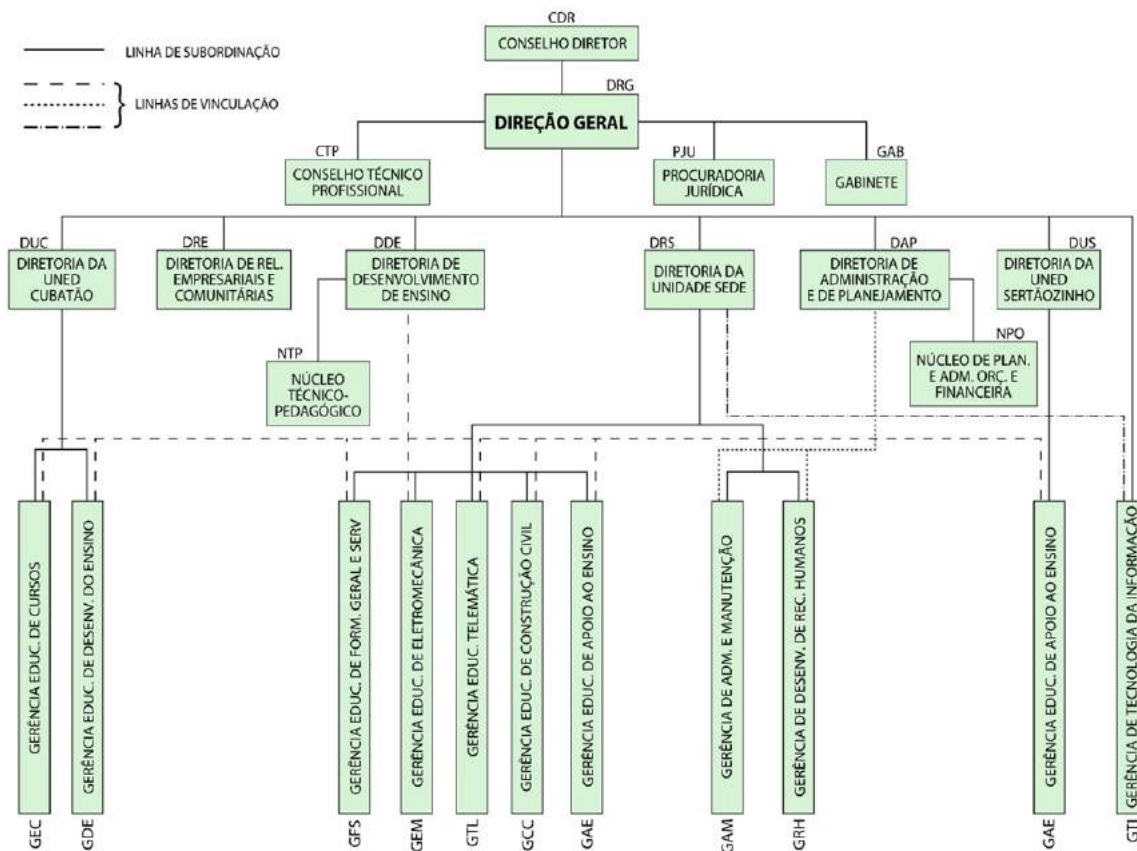 CDR
CONSELHO DIRETOR
LINHA DE SUBORDINAÇÃO
LINHAS DE VINCULAÇÃO
DRG
DIREÇÃO GERAL
CTP
CONSELHO TÉCNICO
PROFISSIONAL
PJU
PROCURADORIA
JURÍDICA
GAB
GABINETE
DUC
DIRETORIA DA
UNED
CUBATÃO
DRE
DIRETORIA DE REL.
EMPRESARIAIS E
COMUNITÁRIAS
DDE
DIRETORIA DE
DESENVOLVIMENTO
DE ENSINO
DRS
DIRETORIA DA
UNIDADE SEDE
DAP
DIRETORIA DE
ADMINISTRAÇÃO
E DE PLANEJAMENTO
DUS
DIRETORIA DA
UNED
SERTÃOZINHO
NTP
NÚCLEO
TÉCNICO-
PEDAGÓGICO
NPO
NÚCLEO DE PLAN.
E ADM. ORÇ. E
FINANCEIRA
GERÊNCIA EDUC. DE CURSOS
GERÊNCIA EDUC. DE DESENV. DO ENSINO
GERÊNCIA EDUC. DE FORM. GERAL E SERV
GERÊNCIA EDUC. DE ELETROMECÂNICA
GERÊNCIA EDUC. TELEMÁTICA
GERÊNCIA EDUC. DE CONSTRUÇÃO CIVIL
GERÊNCIA EDUC. DE APOIO AO ENSINO
GERÊNCIA DE ADM. E MANUTENÇÃO
GERÊNCIA DE DESENV. DE REC. HUMANOS
GERÊNCIA EDUC. DE APOIO AO ENSINO
GERÊNCIA DE TECNOLOGIA DA INFORMAÇÃO
GEC
GDE
GFS
GEM
GTL
GCC
GAE
GAM
GRH
GAE
GTI